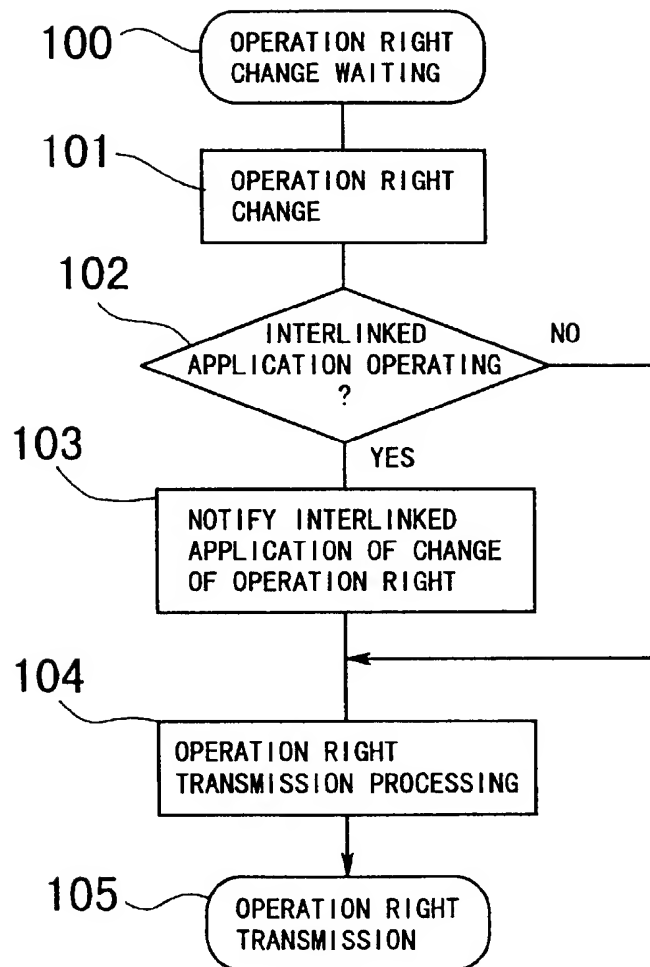 100
OPERATION RIGHT
CHANGE WAITING
101
OPERATION RIGHT
CHANGE
102
INTERLINKED
APPLICATION OPERATING
?
NO
YES
103
NOTIFY INTERLINKED
APPLICATION OF CHANGE
OF OPERATION RIGHT
104
OPERATION RIGHT
TRANSMISSION PROCESSING
105
OPERATION RIGHT
TRANSMISSION